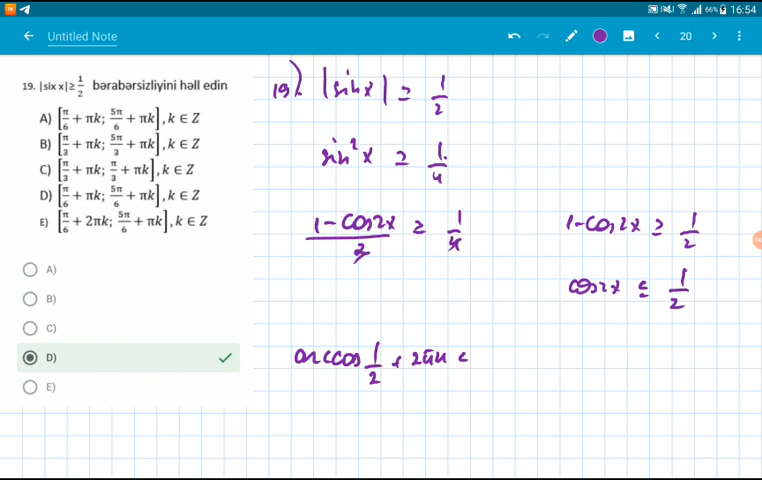 66% 16:54
Untitled Note
20
19. |six x|≥ 1/2 bərabərsizliyini həll edin
A) [π/6 + πk; 5π/6 + πk], k ∈ Z
B) [π/3 + πk; 5π/3 + πk], k ∈ Z
C) [π/3 + πk; π/3 + πk], k ∈ Z
D) [π/6 + πk; 5π/6 + πk], k ∈ Z
E) [π/6 + 2πk; 5π/6 + πk], k ∈ Z
A)
B)
C)
D)
E)
19) |sinx| ≥ 1/2
sin²x ≥ 1/4
1-cos2x/2 ≥ 1/4
1-cos2x ≥ 1/2
cos2x ≤ 1/2
arccos 1/2 + 2πn ≤